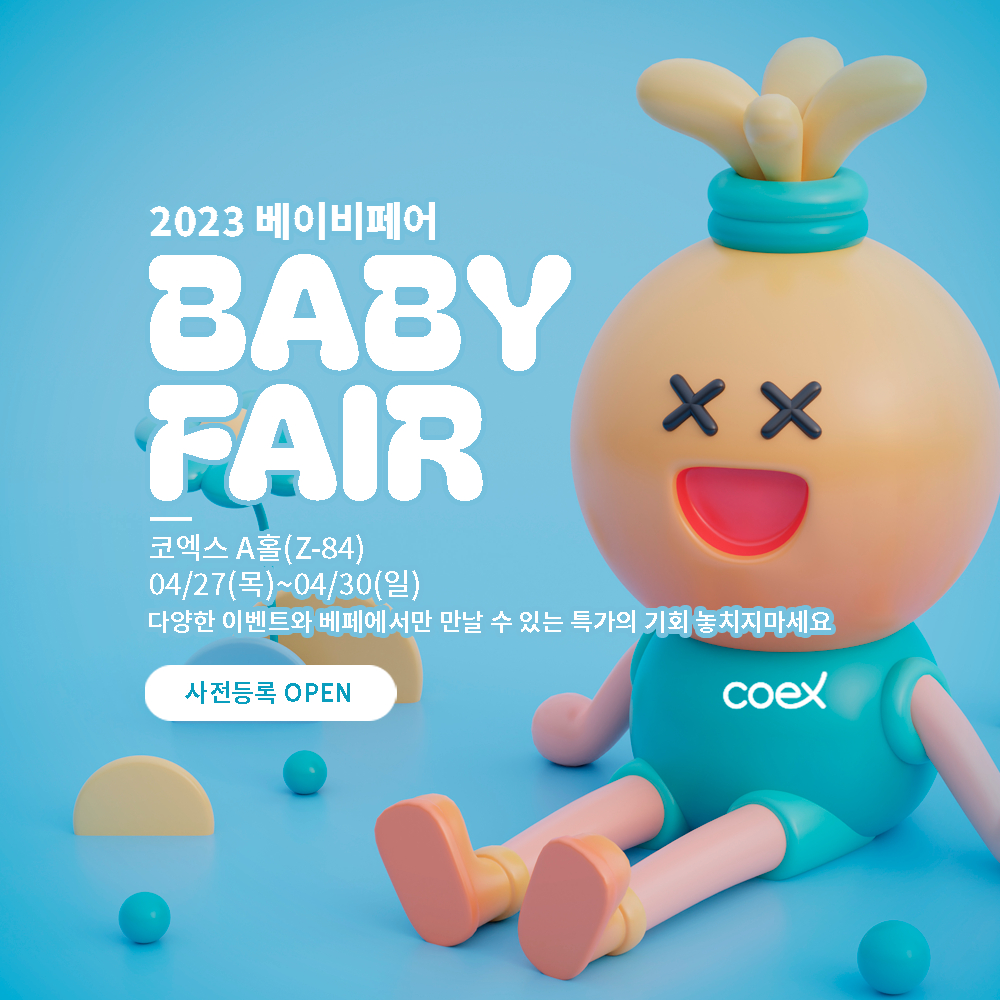 2023 베이비페어
BABY
FAIR
코엑스 A홀(Z-84)
04/27(목)~04/30(일)
다양한 이벤트와 베페에서만 만날 수 있는 특가의 기회 놓치지마세요
사전등록 OPEN
coex